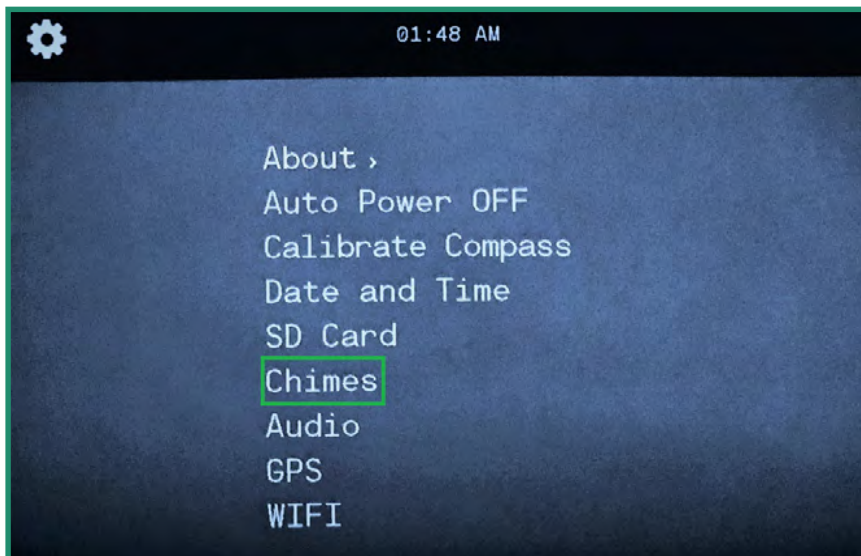 01:48 AM
About ›
Auto Power OFF
Calibrate Compass
Date and Time
SD Card
Chimes
Audio
GPS
WIFI